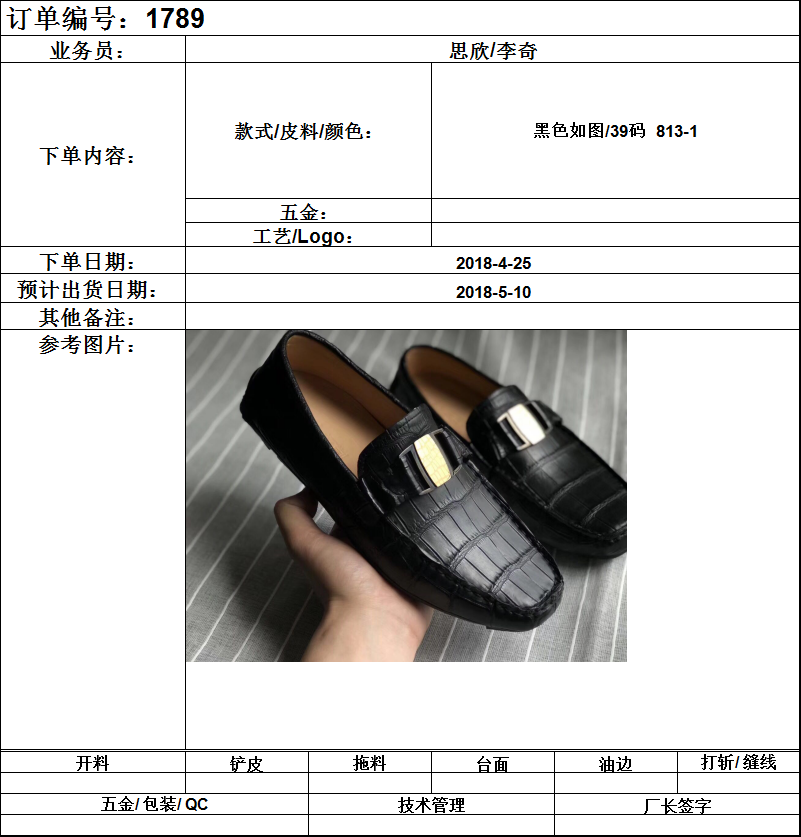 订单编号：1789
业务员：
思欣/李奇
下单内容：
款式/皮料/颜色：
黑色如图/39码 813-1
五金：
工艺/Logo：
下单日期：
2018-4-25
预计出货日期：
2018-5-10
其他备注：
参考图片：
开料
铲皮
拖料
台面
油边
打斩/缝线
五金/包装/QC
技术管理
厂长签字